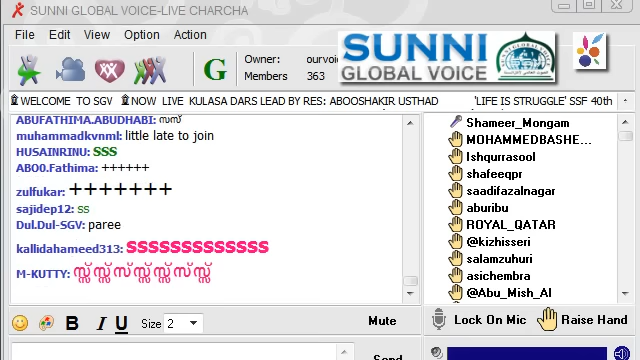 SUNNI GLOBAL VOICE-LIVE CHARCHA
File Edit View Option Action
G
Owner: ourvoi
Members 363
SUNNI
GLOBAL VOICE
WELCOME TO SGV NOW LIVE KULASA DARS LEAD BY RES: ABOOSHAKIR USTHAD 'LIFE IS STRUGGLE' SSF 40th
ABUFATHIMA.ABUDHABI: സസ്
muhammadkvnml: little late to join
HUSAINRINU: SSS
ABO0.Fathima: ++++++
zulfukar: +++++++
sajidep12: ss
Dul.Dul-SGV: paree
kallidahameed313: SSSSSSSSSSSSS
M-KUTTY: സ്സ്സ്സ്സ്സ്സ്സ്
Shameer_Mongam
MOHAMMEDBASHE...
Ishqurrasool
shafeeqpr
saadifazalnagar
aburibu
ROYAL_QATAR
@kizhisseri
salamzuhuri
asichembra
@Abu_Mish_Al
B I U Size 2 Mute
Lock On Mic Raise Hand
Send